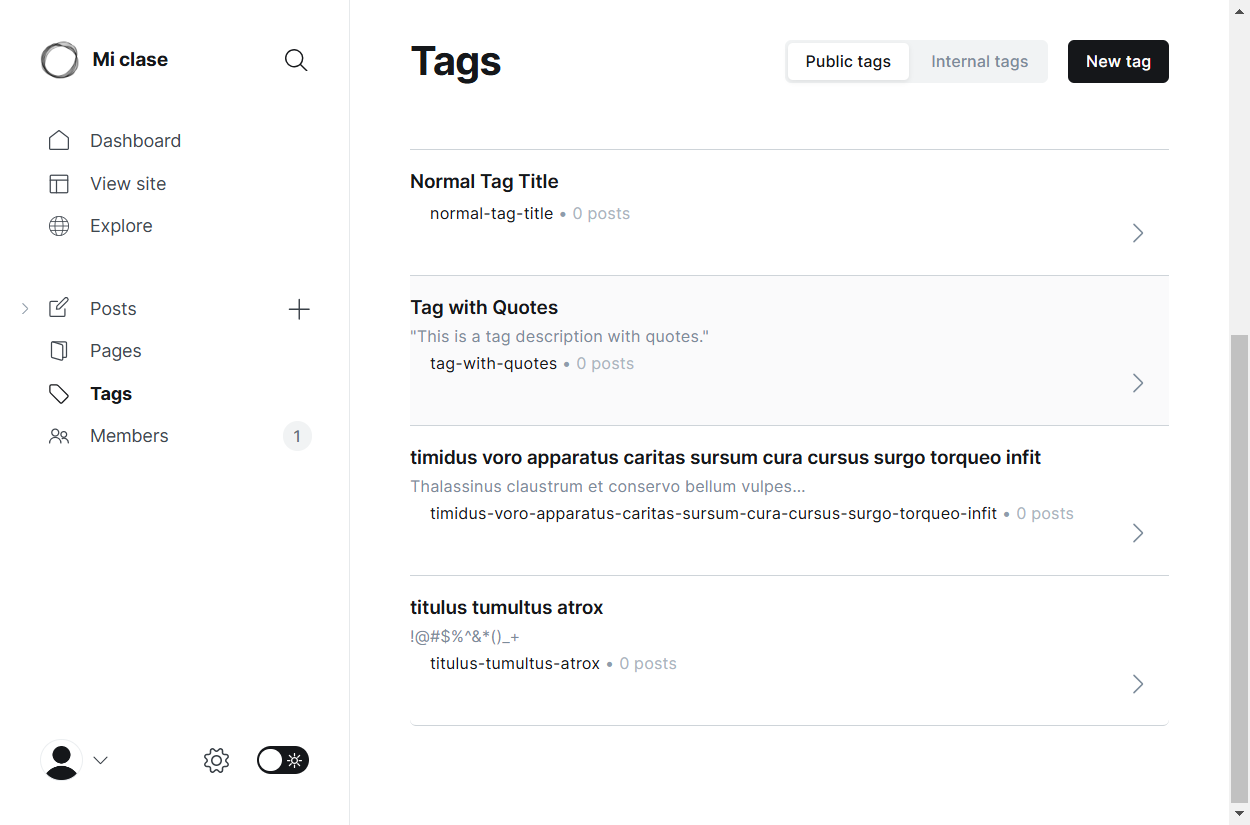 Mi clase
Dashboard
View site
Explore
Posts
Pages
Tags
Members
1
Tags
Public tags
Internal tags
New tag
Normal Tag Title
normal-tag-title • 0 posts
Tag with Quotes
"This is a tag description with quotes."
tag-with-quotes • 0 posts
timidus voro apparatus caritas sursum cura cursus surgo torqueo infit
Thalassinus claustrum et conservo bellum vulpes...
timidus-voro-apparatus-caritas-sursum-cura-cursus-surgo-torqueo-infit • 0 posts
titulus tumultus atrox
!@#$%^&*()_+
titulus-tumultus-atrox • 0 posts